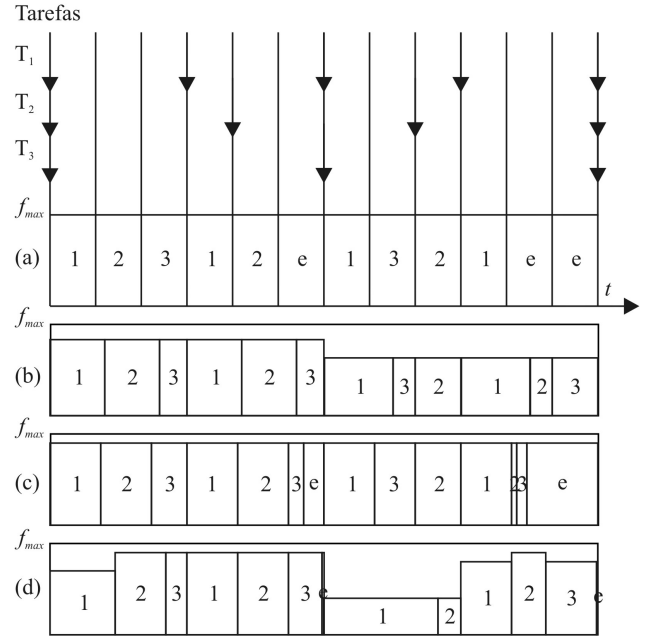 Tarefas
T1
T2
T3
fmax
(a) 1 2 3 1 2 e 1 3 2 1 e e
t
fmax
(b) 1 2 3 1 2 3 1 3 2 1 2 3
fmax
(c) 1 2 3 1 2 3 e 1 3 2 1 2 3 e
fmax
(d) 1 2 3 1 2 3 e 1 2 1 2 3 e